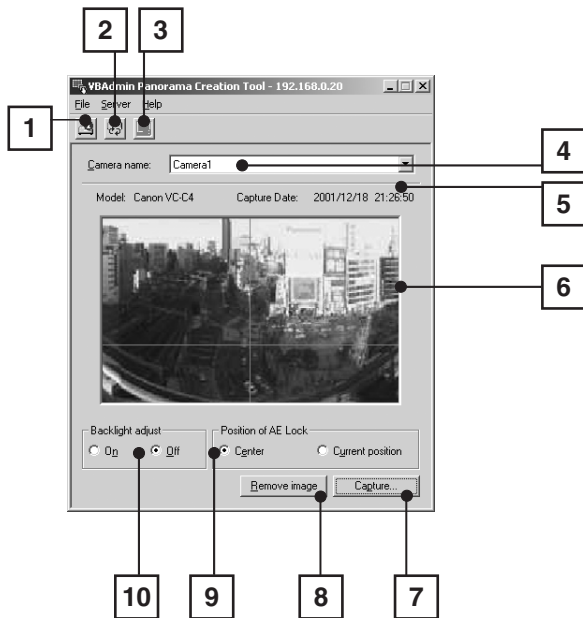 2
3
VBAdmin Panorama Creation Tool - 192.168.0.20
File Server Help
1
Camera name: Camera1
4
Model: Canon VC-C4 Capture Date: 2001/12/18 21:26:50
5
6
Backlight adjust
On Off
Position of AE Lock
Center Current position
Remove image Capture...
10
9
8
7